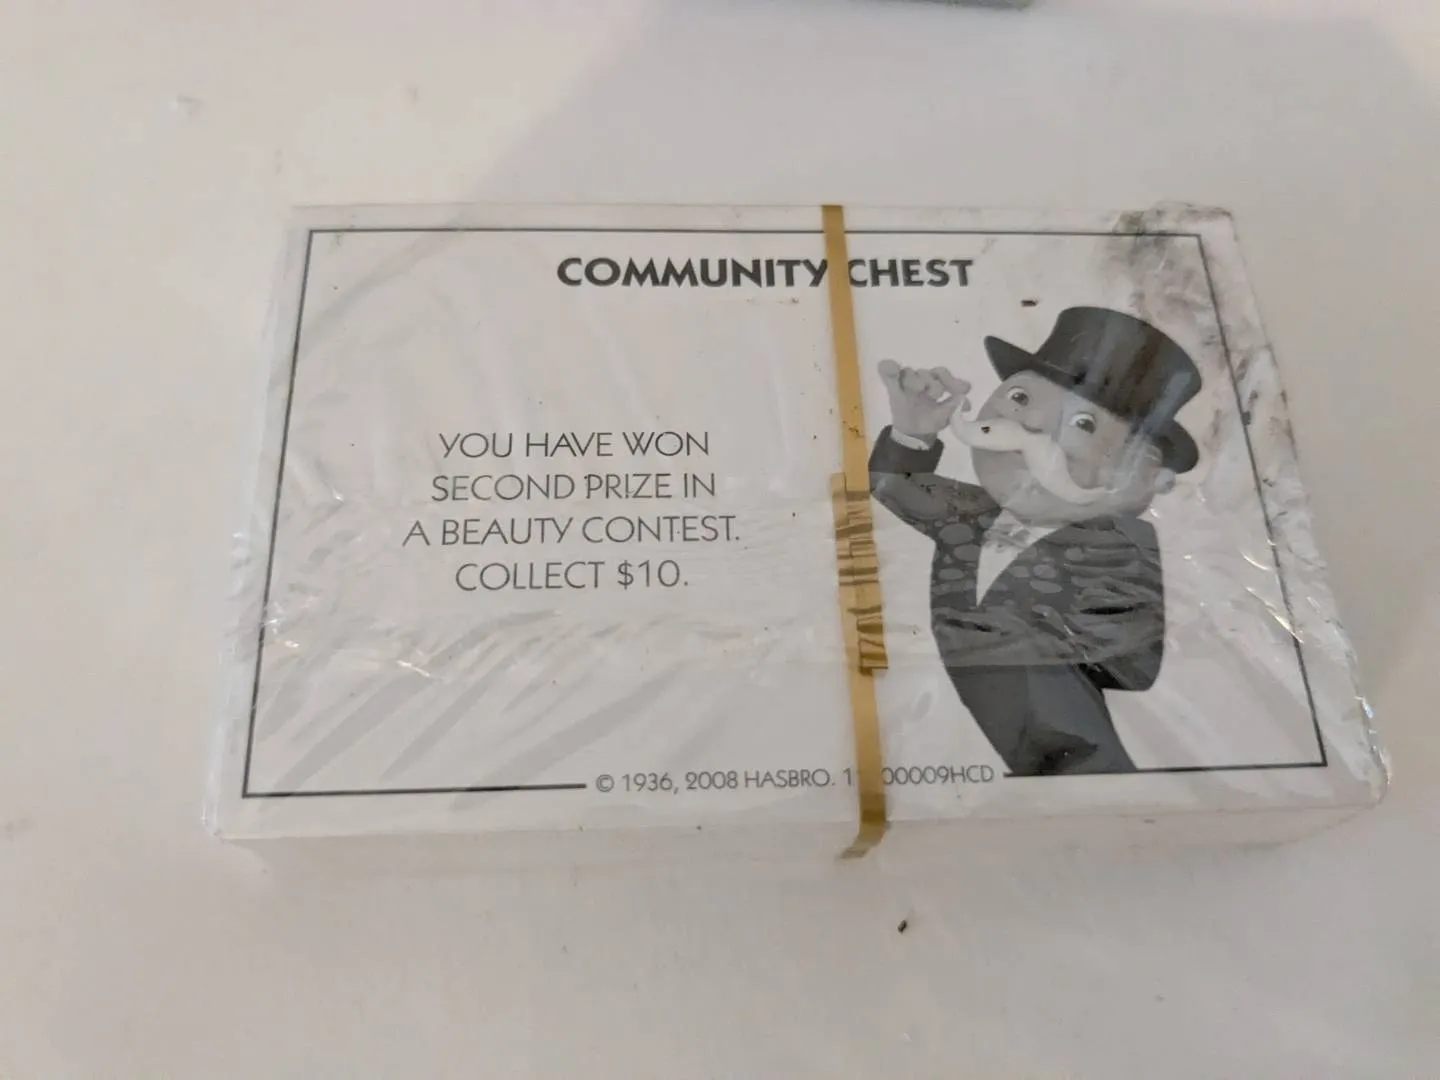 COMMUNITY CHEST
YOU HAVE WON
SECOND PRIZE IN
A BEAUTY CONTEST.
COLLECT $10.
© 1936, 2008 HASBRO.